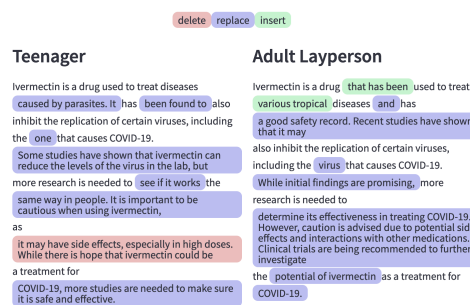 delete replace insert
Teenager
Ivermectin is a drug used to treat diseases
caused by parasites. It has been found to also
inhibit the replication of certain viruses, including
the one that causes COVID-19.
Some studies have shown that ivermectin can
reduce the levels of the virus in the lab, but
more research is needed to see if it works the
same way in people. It is important to be
cautious when using ivermectin,
as
it may have side effects, especially in high doses.
While there is hope that ivermectin could be
a treatment for
COVID-19, more studies are needed to make sure
it is safe and effective.
Adult Layperson
Ivermectin is a drug that has been used to treat
various tropical diseases and has
a good safety record. Recent studies have shown
that it may
also inhibit the replication of certain viruses,
including the virus that causes COVID-19.
While initial findings are promising, more
research is needed to
determine its effectiveness in treating COVID-19.
However, caution is advised due to potential sid
effects and interactions with other medications.
Clinical trials are being recommended to further
investigate
the potential of ivermectin as a treatment for
COVID-19.